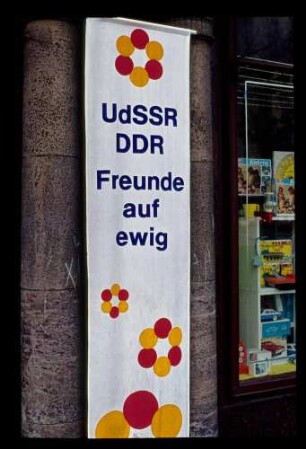 UdSSR
DDR
Freunde
auf
ewig